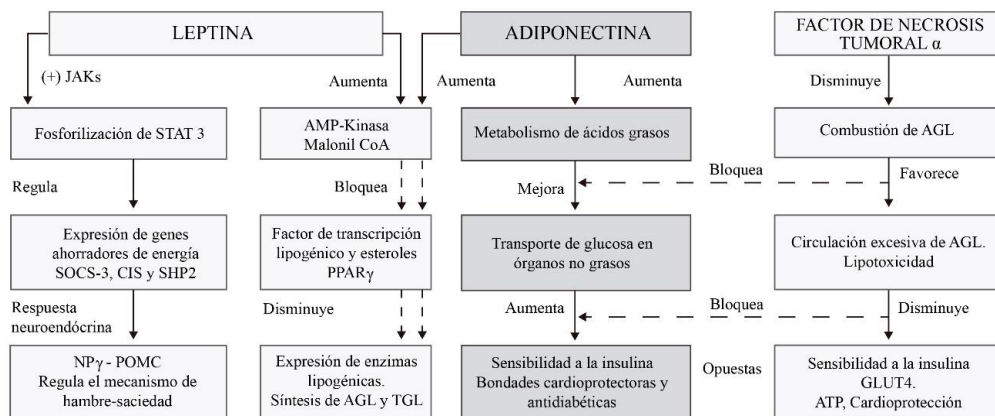 LEPTINA
ADIPONECTINA
FACTOR DE NECROSIS
TUMORAL α
(+) JAKs
Aumenta
Aumenta
Aumenta
Disminuye
Fosforilización de STAT 3
AMP-Kinasa
Malonil CoA
Metabolismo de ácidos grasos
Combustión de AGL
Regula
Bloquea
Mejora
Bloquea
Favorece
Expresión de genes
ahorradores de energía
SOCS-3, CIS y SHP2
Factor de transcripción
lipogénico y esteroles
PPARγ
Transporte de glucosa en
órganos no grasos
Circulación excesiva de AGL.
Lipotoxicidad
Respuesta
neuroendócrina
Disminuye
Aumenta
Bloquea
Disminuye
NPγ - POMC
Regula el mecanismo de
hambre-saciedad
Expresión de enzimas
lipogénicas.
Síntesis de AGL y TGL
Sensibilidad a la insulina
Bondades cardioprotectoras y
antidiabéticas
Opuestas
Sensibilidad a la insulina
GLUT4.
ATP, Cardioprotección